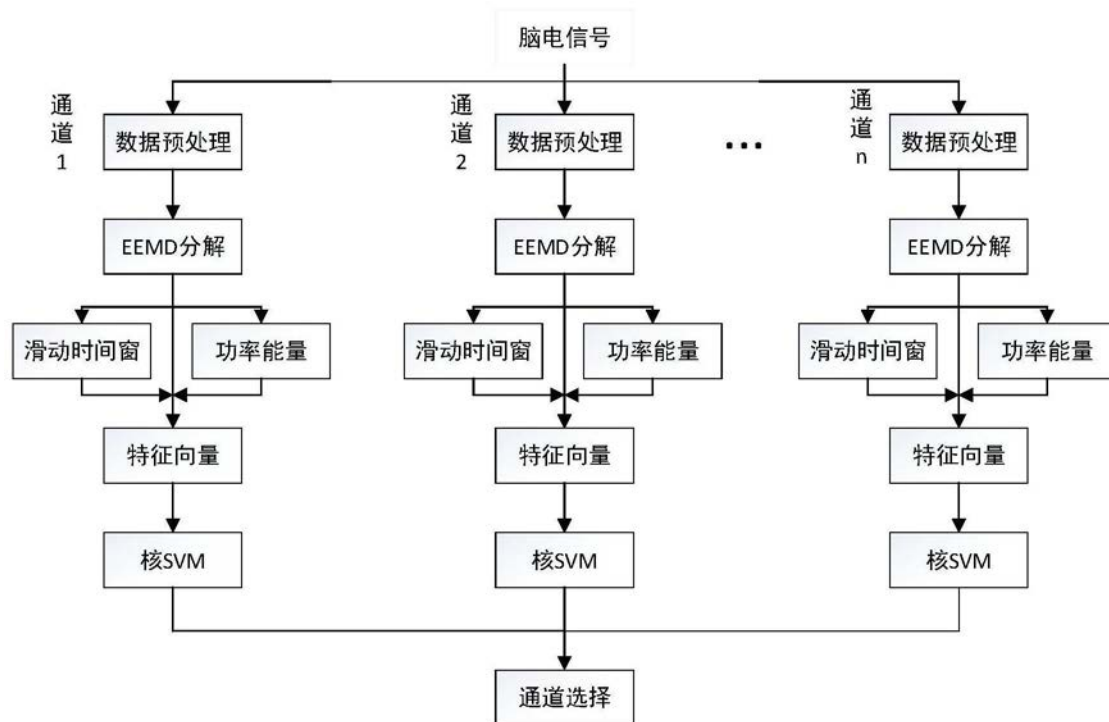 脑电信号
通道1
通道2
通道n
数据预处理
数据预处理
...
数据预处理
EEMD分解
EEMD分解
EEMD分解
滑动时间窗
功率能量
滑动时间窗
功率能量
滑动时间窗
功率能量
特征向量
特征向量
特征向量
核SVM
核SVM
核SVM
通道选择